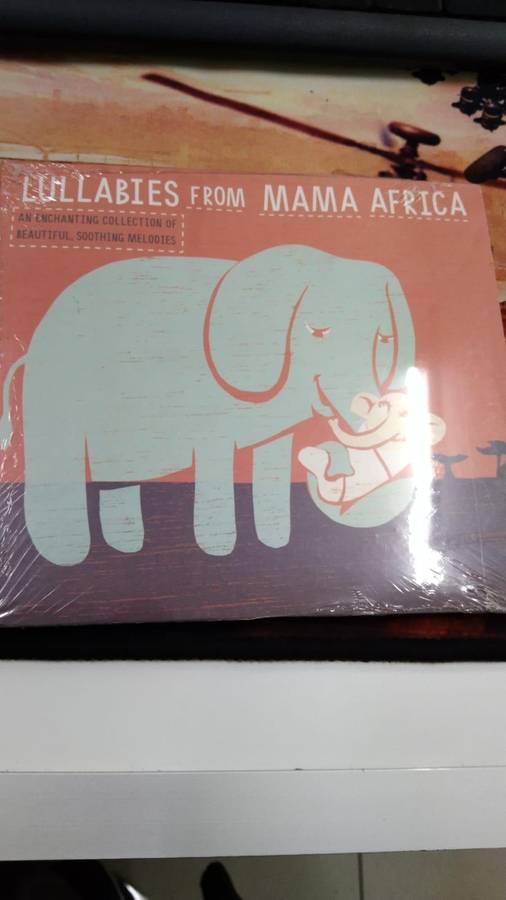 LULLABIES FROM MAMA AFRICA
AN ENCHANTING COLLECTION OF
BEAUTIFUL, SOOTHING MELODIES